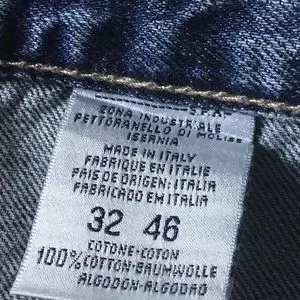 S.P.A.
ZONA INDUSTRIALE
PETTORANELLO DI MOLISE
ISERNIA
MADE IN ITALY
FABRIQUE EN ITALIE
PAIS DE ORIGEN: ITALIA
FABRICADO EM ITALIA
32 46
COTONE-COTON
100% COTTON-BAUMWOLLE
ALGODON-ALGODAO